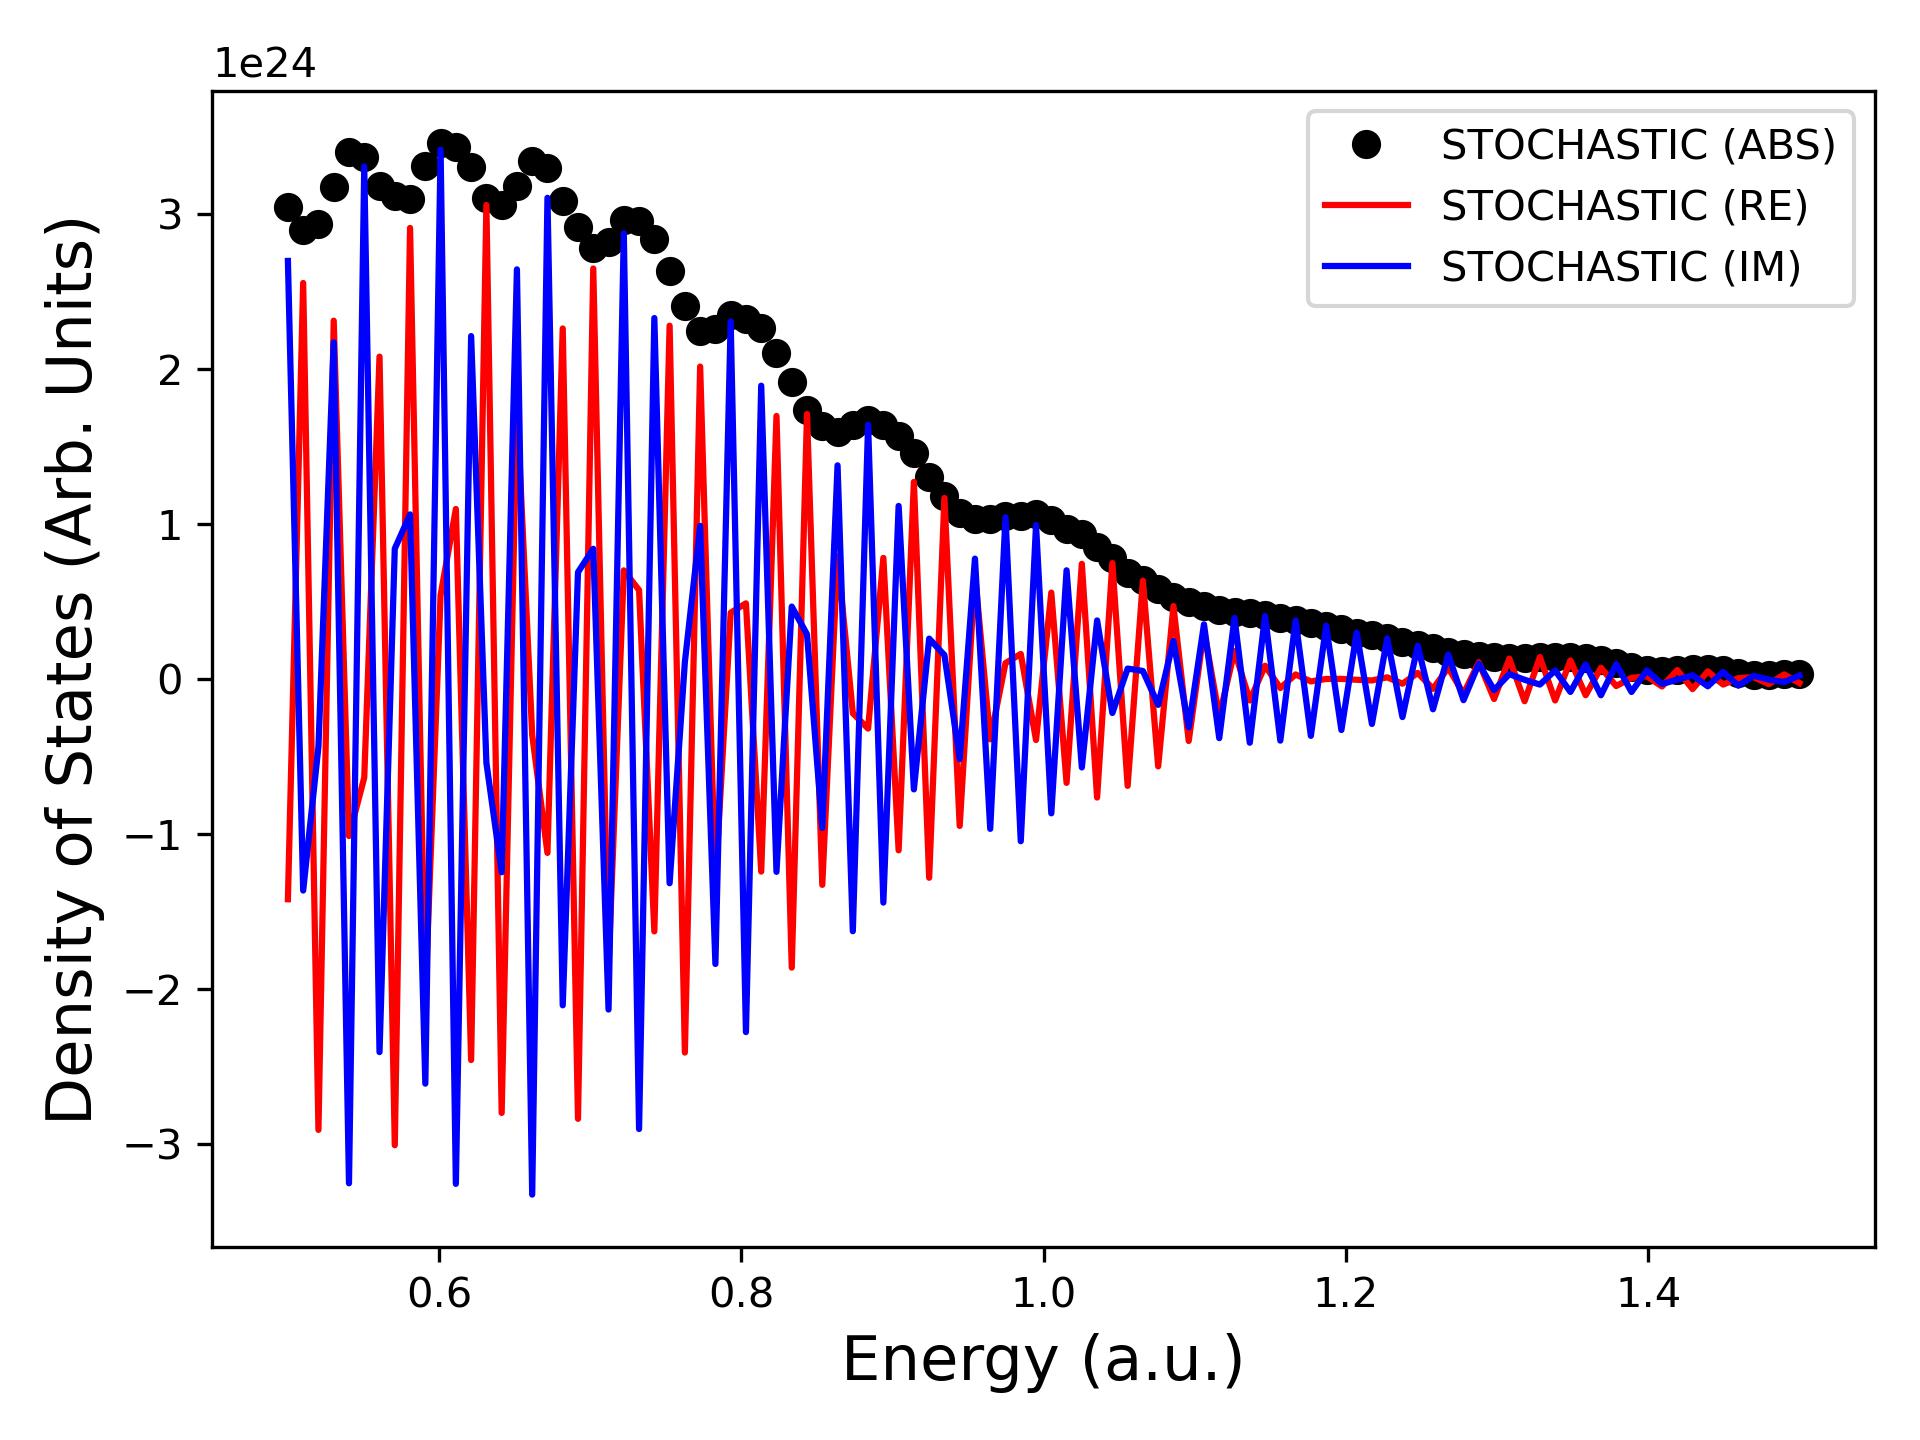 1e24
STOCHASTIC (ABS)
STOCHASTIC (RE)
STOCHASTIC (IM)
Density of States (Arb. Units)
3
2
1
0
−1
−2
−3
0.6 0.8 1.0 1.2 1.4
Energy (a.u.)